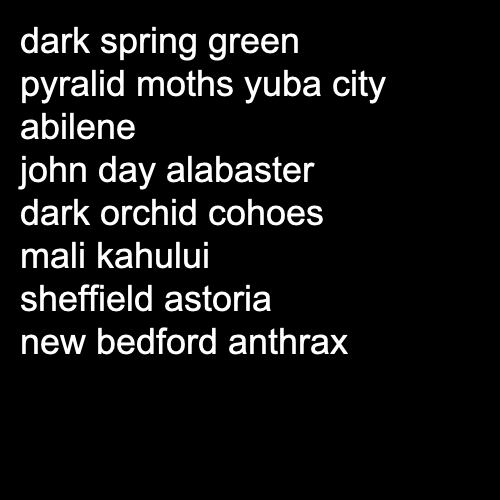 dark spring green
pyralid moths yuba city
abilene
john day alabaster
dark orchid cohoes
mali kahului
sheffield astoria
new bedford anthrax